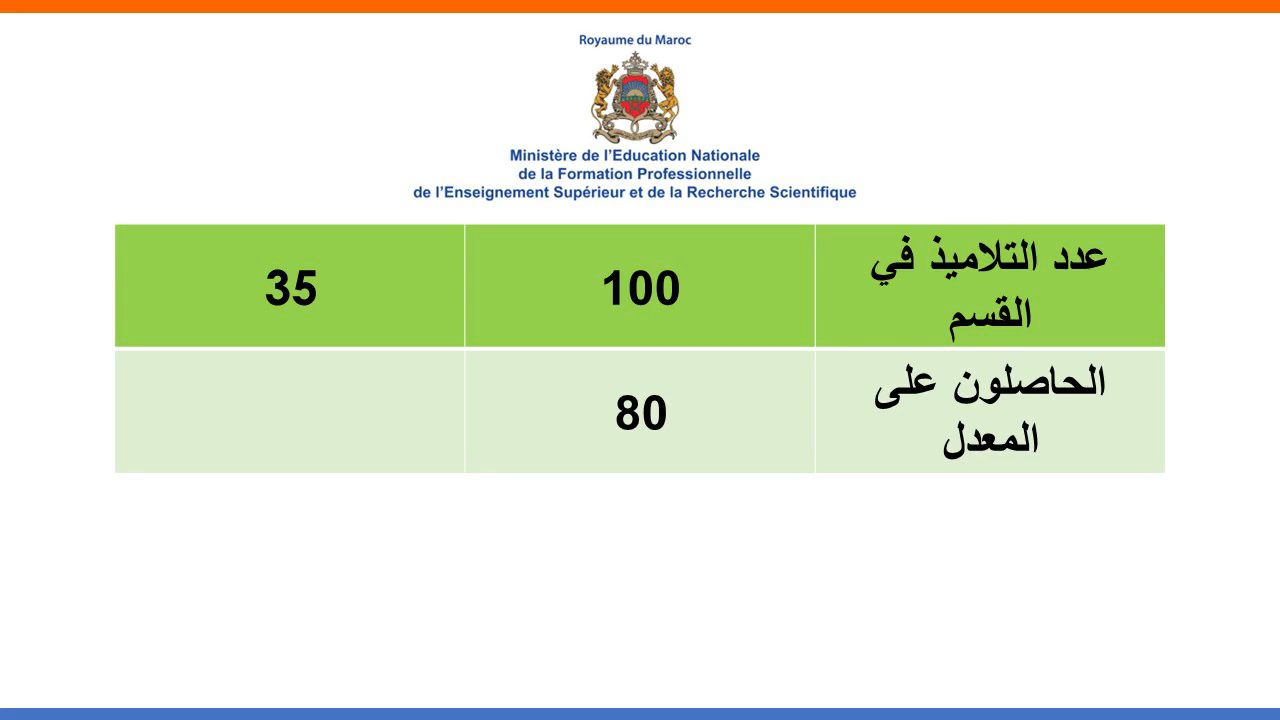 Royaume du Maroc
Ministère de l'Education Nationale
de la Formation Professionnelle
de l'Enseignement Supérieur et de la Recherche Scientifique
عدد التلاميذ في
القسم
100
35
الحاصلون على
المعدل
80